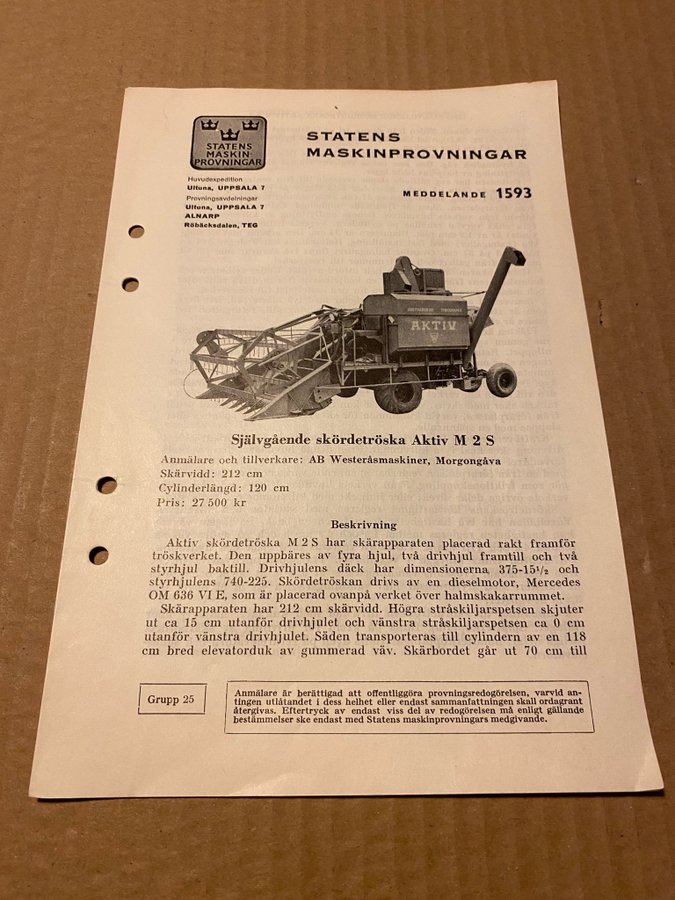 STATENS
MASKIN
PROVNINGAR
STATENS
MASKINPROVNINGAR
Huvudexpedition
Ultuna, UPPSALA 7
Provningsavdelningar
Ultuna, UPPSALA 7
ALNARP
Röbäcksdalen, TEG
MEDDELANDE 1593
AKTIV
Självgående skördetröska Aktiv M 2 S
Anmälare och tillverkare: AB Westeråsmaskiner, Morgongåva
Skärvidd: 212 cm
Cylinderlängd: 120 cm
Pris: 27 500 kr
Beskrivning
Aktiv skördetröska M 2 S har skärapparaten placerad rakt framför
tröskverket. Den uppbäres av fyra hjul, två drivhjul framtill och två
styrhjul baktill. Drivhjulens däck har dimensionerna 375-15½ och
styrhjulens 740-225. Skördetröskan drivs av en dieselmotor, Mercedes
OM 636 VI E, som är placerad ovanpå verket över halmskakarrummet.
Skärapparaten har 212 cm skärvidd. Högra stråskiljarspetsen skjuter
ut ca 15 cm utanför drivhjulet och vänstra stråskiljarspetsen ca 0 cm
utanför vänstra drivhjulet. Säden transporteras till cylindern av en 118
cm bred elevatorduk av gummerad väv. Skärbordet går ut 70 cm till
Grupp 25
Anmälare är berättigad att offentliggöra provningsredogörelsen, varvid an-
tingen utlåtandet i dess helhet eller endast sammanfattningen skall ordagrant
återgivas. Eftertryck av endast viss del av redogörelsen må enligt gällande
bestämmelser ske endast med Statens maskinprovningars medgivande.